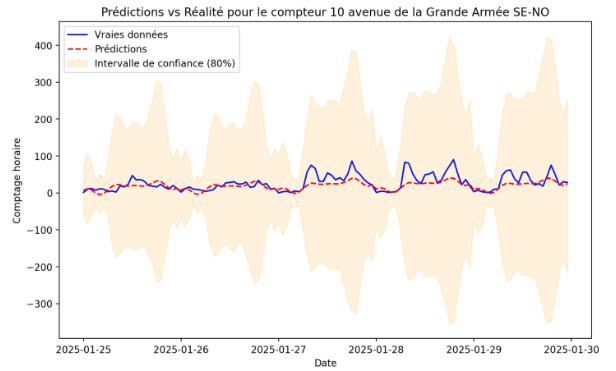 Prédictions vs Réalité pour le compteur 10 avenue de la Grande Armée SE-NO
Vraies données
Prédictions
Intervalle de confiance (80%)
Comptage horaire
400
300
200
100
0
−100
−200
−300
2025-01-25 2025-01-26 2025-01-27 2025-01-28 2025-01-29 2025-01-30
Date